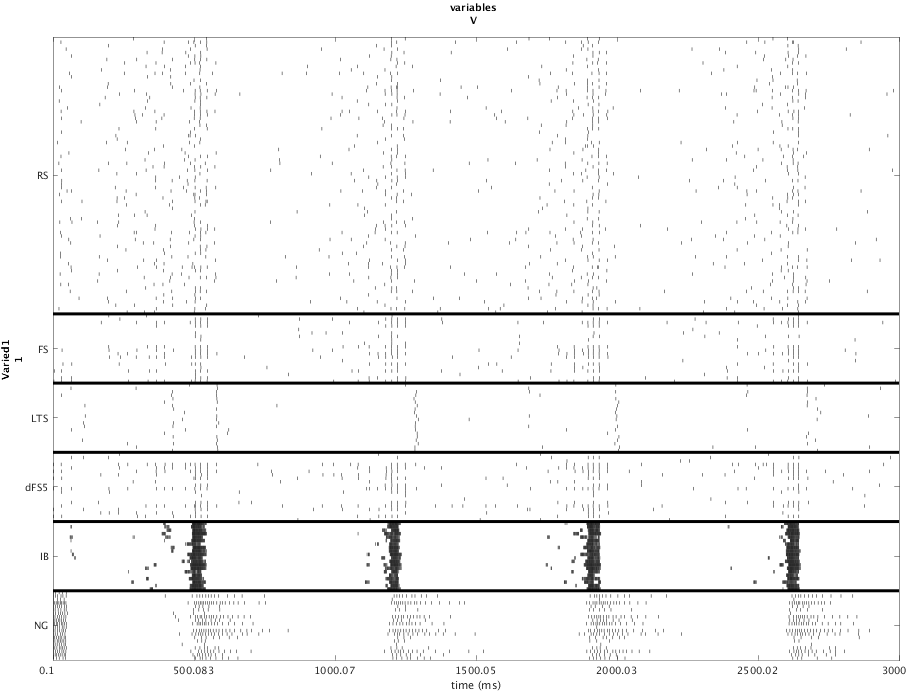 variables
V
RS
FS
LTS
dFS5
IB
NG
Varied1
1
0.1 500.083 1000.07 1500.05 2000.03 2500.02 3000
time (ms)